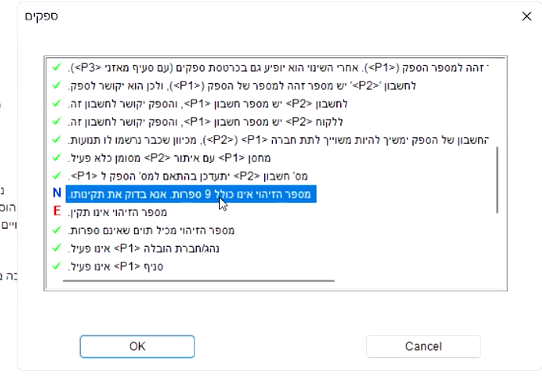 ספקים
זהה למספר הספק (<P1>). אחרי השינוי הוא יופיע גם בכרטסת ספקים (עם סעיף מאזני <P3>).
לחשבון '<P2>' יש מספר זהה למספר של הספק (<P1>), ולכן הוא יקושר לספק.
לחשבון <P2> יש מספר חשבון <P1>, והספק יקושר לחשבון זה.
ללקוח <P2> יש מספר חשבון <P1>, והספק יקושר לחשבון זה.
החשבון של הספק ימשיך להיות משוייך לתת חברה <P1> (<P2>), מכיוון שכבר נרשמו לו תנועות.
מחסן <P1> עם איתור <P2> מסומן כלא פעיל.
מס' חשבון <P2> יתעדכן בהתאם למס' הספק ל <P1>.
N מספר הזיהוי אינו כולל 9 ספרות. אנא בדוק את תקינותו.
E מספר הזיהוי אינו תקין.
מספר הזיהוי מכיל תוים שאינם ספרות.
נהג/חברת הובלה <P1> אינו פעיל.
סניף <P1> אינו פעיל.
OK
Cancel